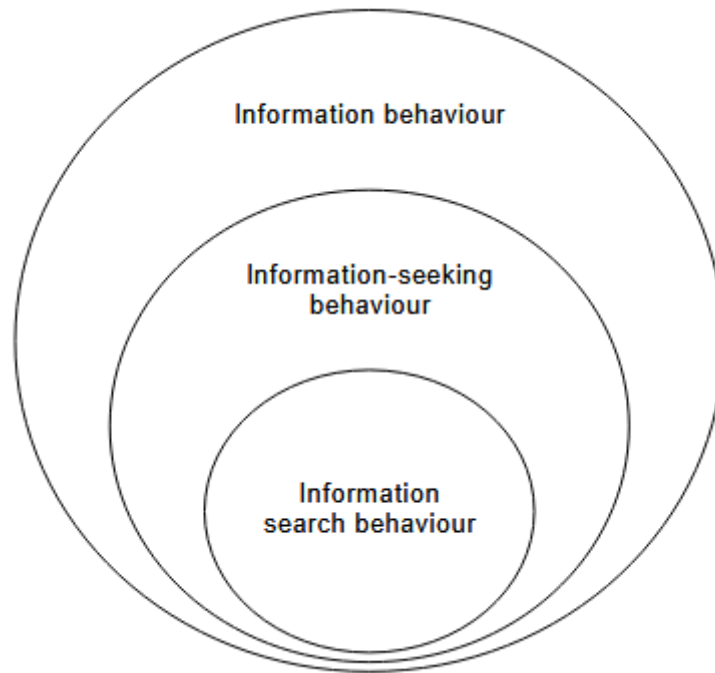 Information behaviour
Information-seeking
behaviour
Information
search behaviour